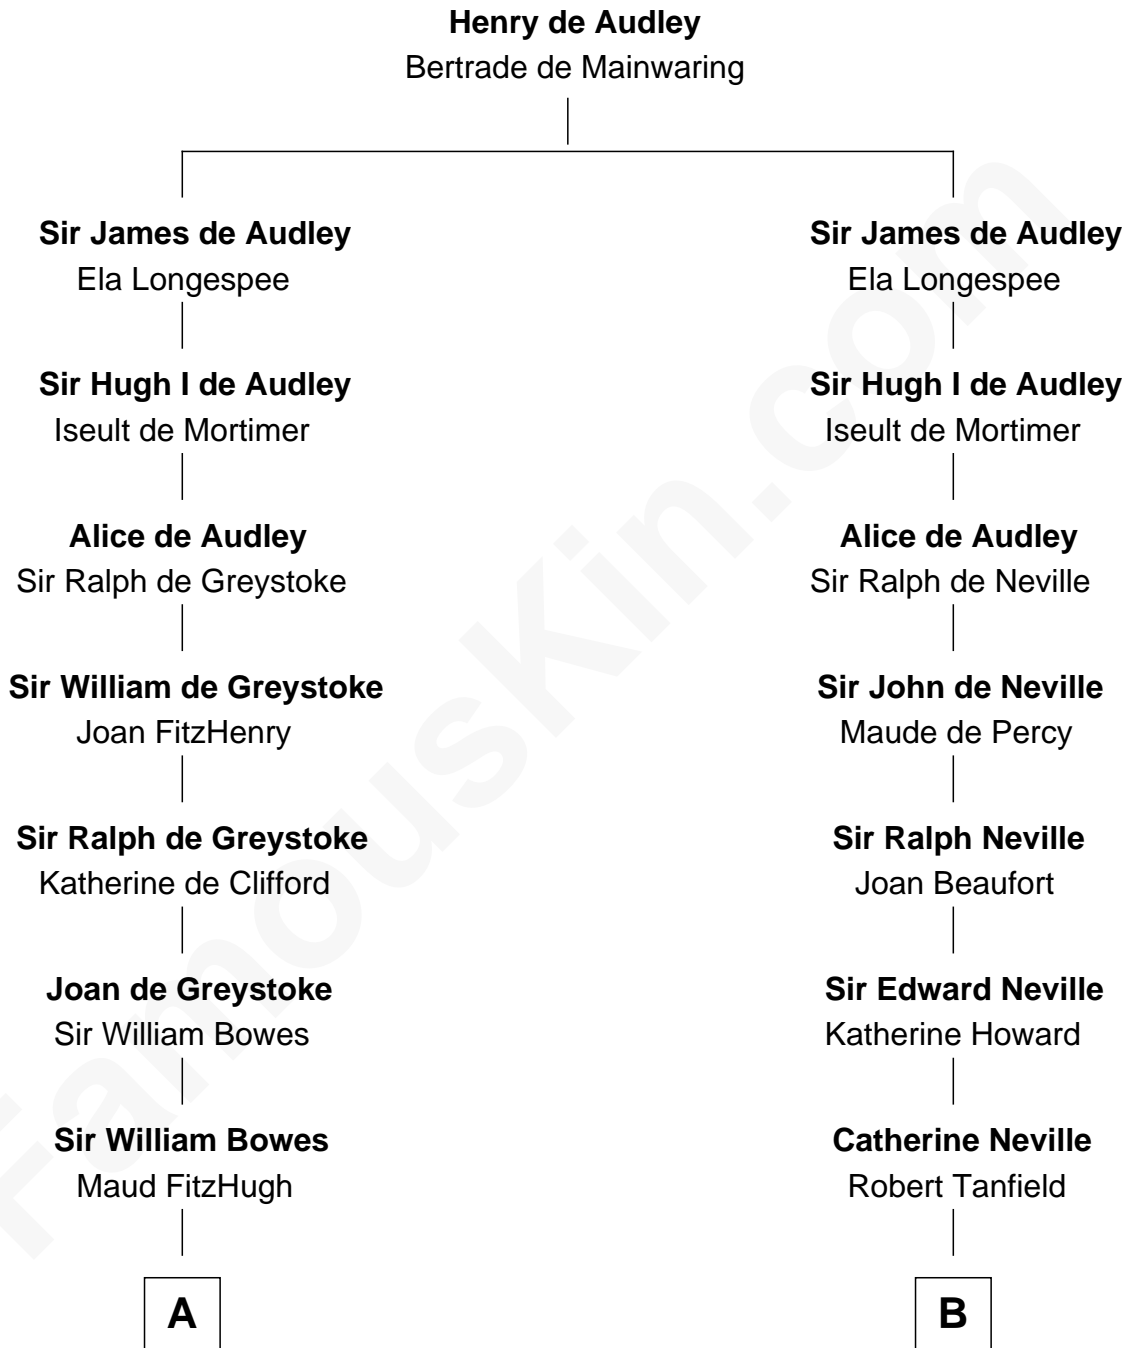 Henry de Audley
Bertrade de Mainwaring
Sir James de Audley
Ela Longespee
Sir James de Audley
Ela Longespee
Sir Hugh I de Audley
Iseult de Mortimer
Sir Hugh I de Audley
Iseult de Mortimer
Alice de Audley
Sir Ralph de Greystoke
Alice de Audley
Sir Ralph de Neville
Sir William de Greystoke
Joan FitzHenry
Sir John de Neville
Maude de Percy
Sir Ralph de Greystoke
Katherine de Clifford
Sir Ralph Neville
Joan Beaufort
Joan de Greystoke
Sir William Bowes
Sir Edward Neville
Katherine Howard
Sir William Bowes
Maud FitzHugh
Catherine Neville
Robert Tanfield
A
B
FamousKin.com